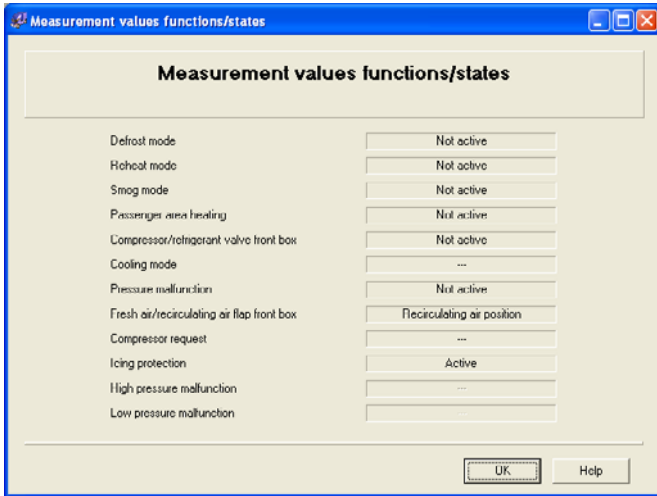 Measurement values functions/states
Measurement values functions/states
Defrost mode Not active
Reheat mode Not active
Smog mode Not active
Passenger area heating Not active
Compressor/refrigerant valve front box Not active
Cooling mode ---
Pressure malfunction Not active
Fresh air/recirculating air flap front box Recirculating air position
Compressor request ---
Icing protection Active
High pressure malfunction ---
Low pressure malfunction ---
OK Help